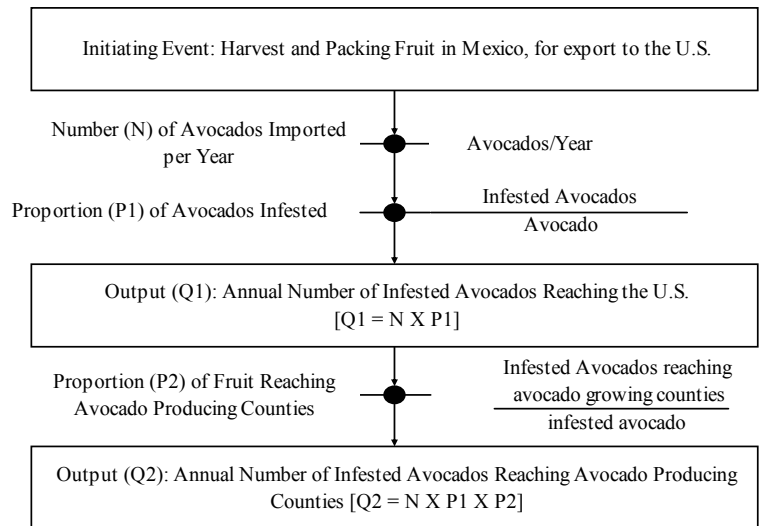 Initiating Event: Harvest and Packing Fruit in Mexico, for export to the U.S.
Number (N) of Avocados Imported
per Year
Avocados/Year
Proportion (P1) of Avocados Infested
Infested Avocados
Avocado
Output (Q1): Annual Number of Infested Avocados Reaching the U.S.
[Q1 = N X P1]
Proportion (P2) of Fruit Reaching
Avocado Producing Counties
Infested Avocados reaching
avocado growing counties
infested avocado
Output (Q2): Annual Number of Infested Avocados Reaching Avocado Producing
Counties [Q2 = N X P1 X P2]